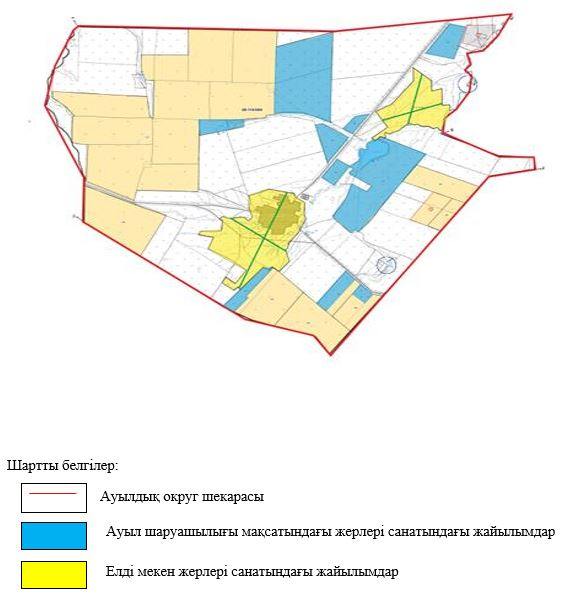 Шартты белгілер:
Ауылдық округ шекарасы
Ауыл шаруашылығы мақсатындағы жерлері санатындағы жайылымдар
Елді мекен жерлері санатындағы жайылымдар